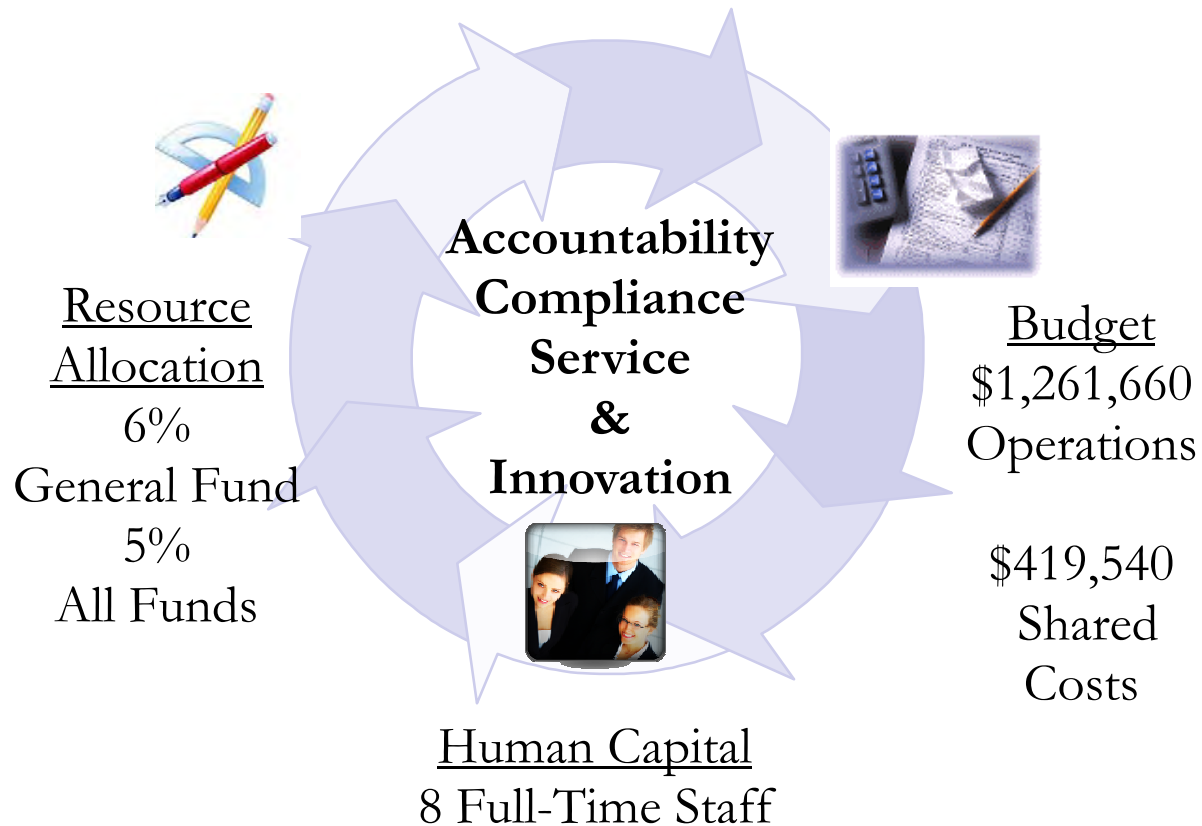 Accountability
Compliance
Service
&
Innovation
Resource
Allocation
6%
General Fund
5%
All Funds
Budget
$1,261,660
Operations
$419,540
Shared
Costs
Human Capital
8 Full-Time Staff